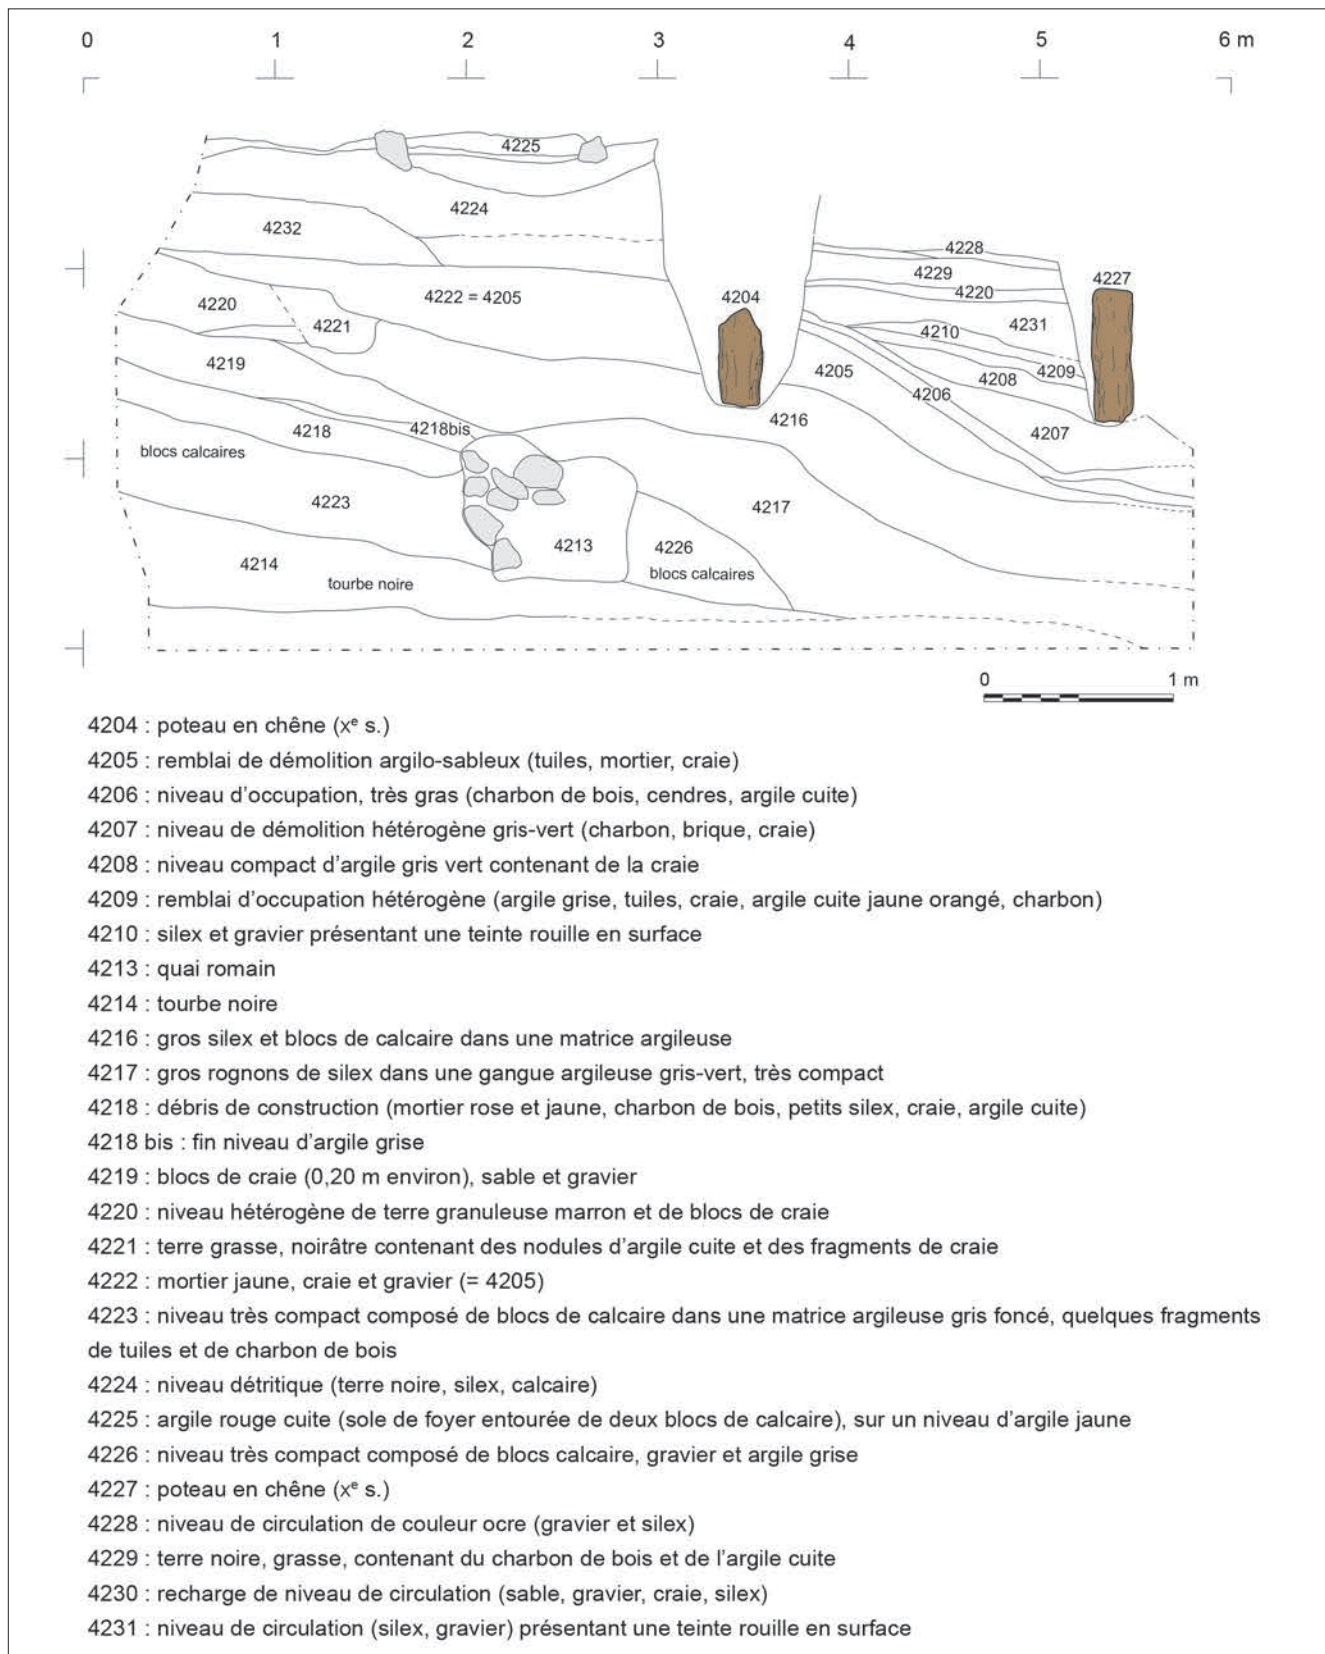 0 1 2 3 4 5 6 m
4225
4224
4232
4228
4229
4227
4220
4222 = 4205
4204
4220
4221
4231
4210
4219
4205
4209
4208
4206
4216
4218
4218bis
4207
blocs calcaires
4223
4217
4213
4226
4214
blocs calcaires
tourbe noire
0 1 m
4204 : poteau en chêne (xᵉ s.)
4205 : remblai de démolition argilo-sableux (tuiles, mortier, craie)
4206 : niveau d’occupation, très gras (charbon de bois, cendres, argile cuite)
4207 : niveau de démolition hétérogène gris-vert (charbon, brique, craie)
4208 : niveau compact d’argile gris vert contenant de la craie
4209 : remblai d’occupation hétérogène (argile grise, tuiles, craie, argile cuite jaune orangé, charbon)
4210 : silex et gravier présentant une teinte rouille en surface
4213 : quai romain
4214 : tourbe noire
4216 : gros silex et blocs de calcaire dans une matrice argileuse
4217 : gros rognons de silex dans une gangue argileuse gris-vert, très compact
4218 : débris de construction (mortier rose et jaune, charbon de bois, petits silex, craie, argile cuite)
4218 bis : fin niveau d’argile grise
4219 : blocs de craie (0,20 m environ), sable et gravier
4220 : niveau hétérogène de terre granuleuse marron et de blocs de craie
4221 : terre grasse, noirâtre contenant des nodules d’argile cuite et des fragments de craie
4222 : mortier jaune, craie et gravier (= 4205)
4223 : niveau très compact composé de blocs de calcaire dans une matrice argileuse gris foncé, quelques fragments
de tuiles et de charbon de bois
4224 : niveau détritique (terre noire, silex, calcaire)
4225 : argile rouge cuite (sole de foyer entourée de deux blocs de calcaire), sur un niveau d’argile jaune
4226 : niveau très compact composé de blocs calcaire, gravier et argile grise
4227 : poteau en chêne (xᵉ s.)
4228 : niveau de circulation de couleur ocre (gravier et silex)
4229 : terre noire, grasse, contenant du charbon de bois et de l’argile cuite
4230 : recharge de niveau de circulation (sable, gravier, craie, silex)
4231 : niveau de circulation (silex, gravier) présentant une teinte rouille en surface